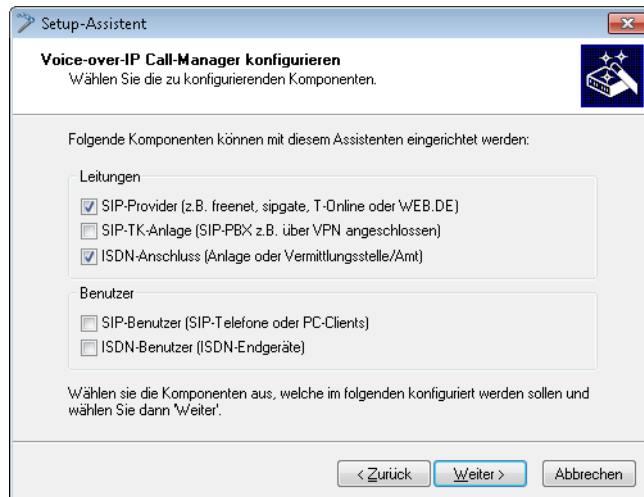 Setup-Assistent
Voice-over-IP Call-Manager konfigurieren
Wählen Sie die zu konfigurierenden Komponenten.
Folgende Komponenten können mit diesem Assistenten eingerichtet werden:
Leitungen
SIP-Provider (z.B. freenet, sipgate, T-Online oder WEB.DE)
SIP-TK-Anlage (SIP-PBX z.B. über VPN angeschlossen)
ISDN-Anschluss (Anlage oder Vermittlungsstelle/Amt)
Benutzer
SIP-Benutzer (SIP-Telefone oder PC-Clients)
ISDN-Benutzer (ISDN-Endgeräte)
Wählen sie die Komponenten aus, welche im folgenden konfiguriert werden sollen und
wählen Sie dann 'Weiter'.
< Zurück Weiter > Abbrechen